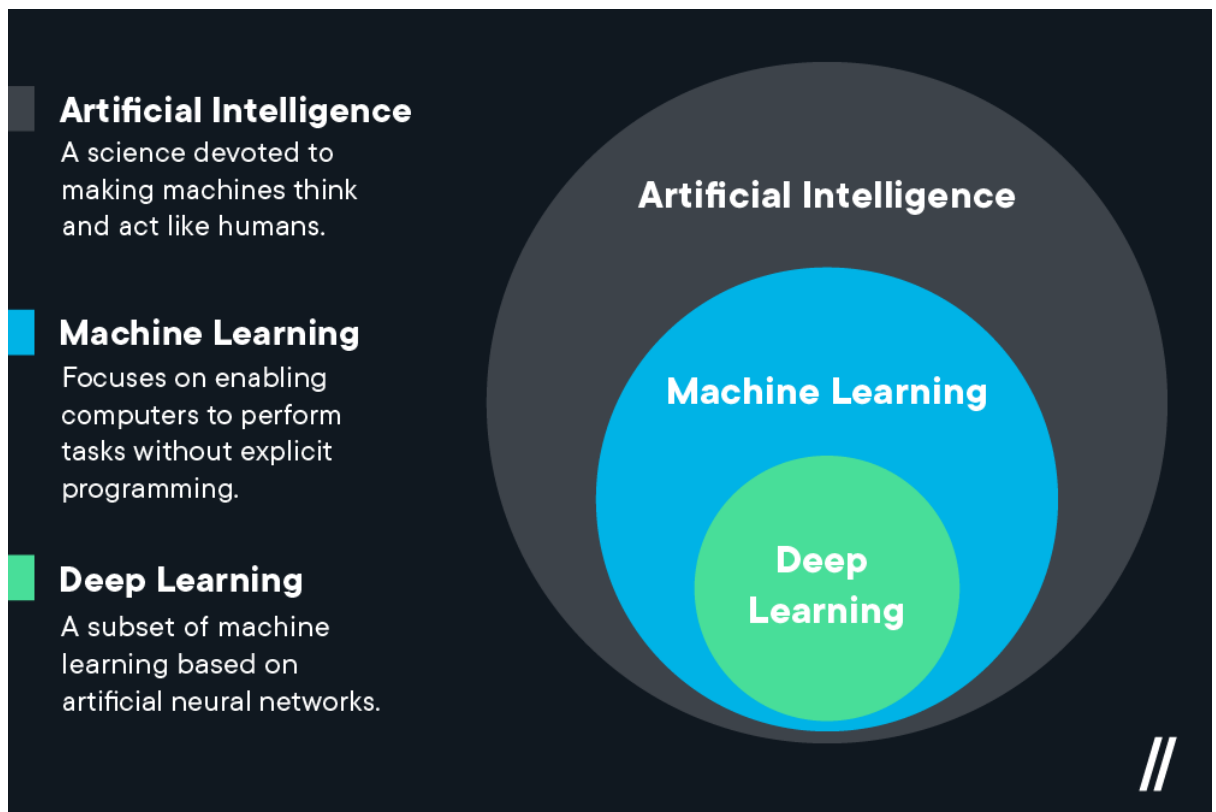 Artificial Intelligence
A science devoted to
making machines think
and act like humans.
Machine Learning
Focuses on enabling
computers to perform
tasks without explicit
programming.
Deep Learning
A subset of machine
learning based on
artificial neural networks.
Artificial Intelligence
Machine Learning
Deep
Learning
//